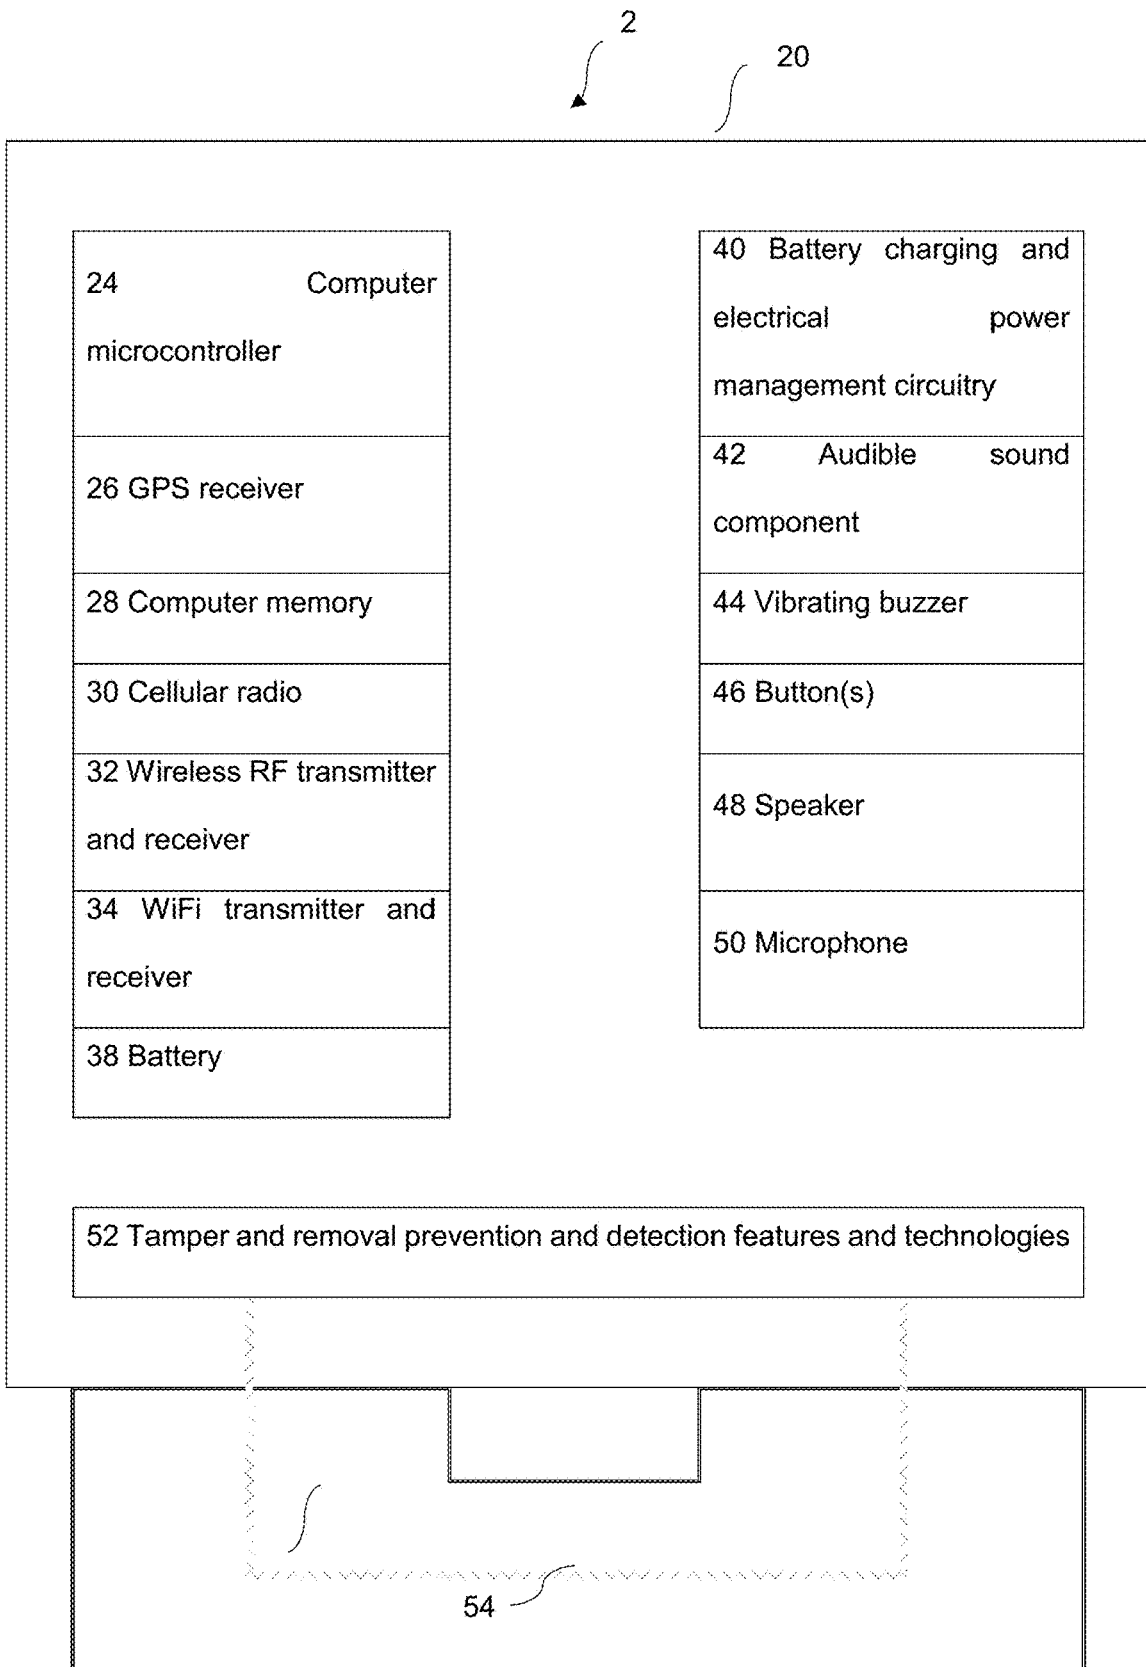 2
20
24 Computer
microcontroller
26 GPS receiver
28 Computer memory
30 Cellular radio
32 Wireless RF transmitter
and receiver
34 WiFi transmitter and
receiver
38 Battery
40 Battery charging and
electrical power
management circuitry
42 Audible sound
component
44 Vibrating buzzer
46 Button(s)
48 Speaker
50 Microphone
52 Tamper and removal prevention and detection features and technologies
54